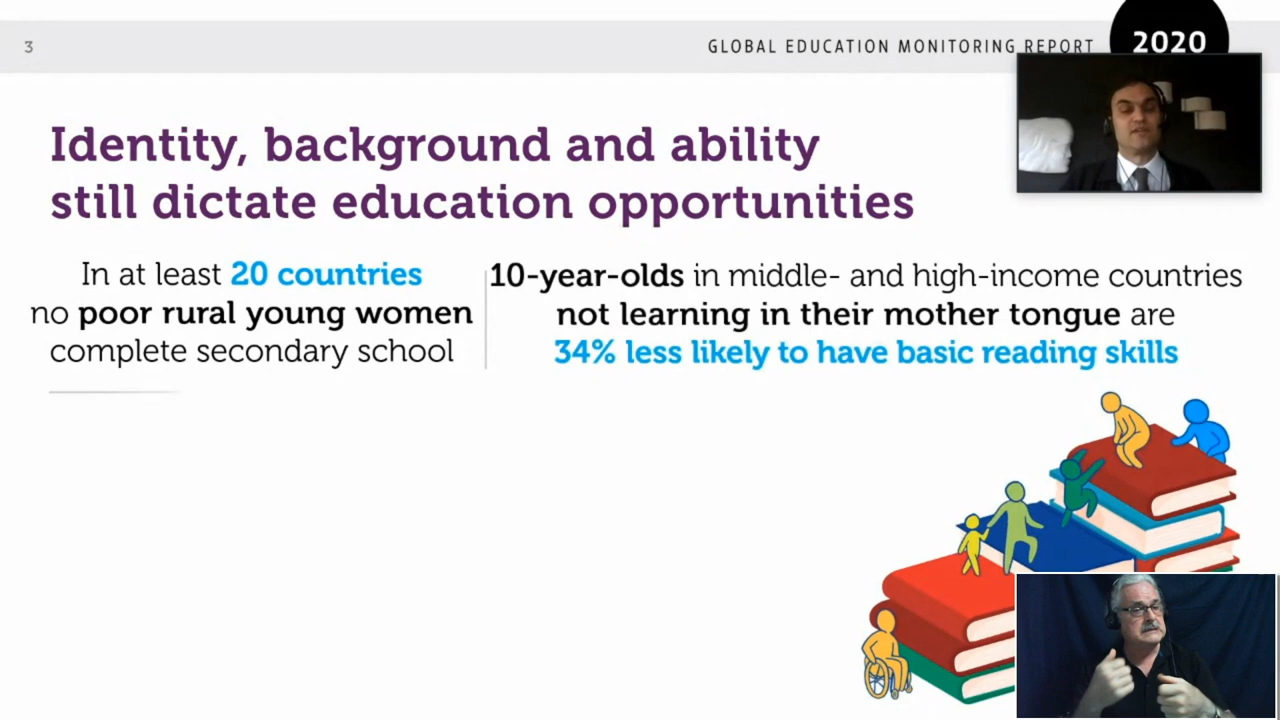 3
GLOBAL EDUCATION MONITORING REPORT
2020
Identity, background and ability
still dictate education opportunities
In at least 20 countries
no poor rural young women
complete secondary school
10-year-olds in middle- and high-income countries
not learning in their mother tongue are
34% less likely to have basic reading skills